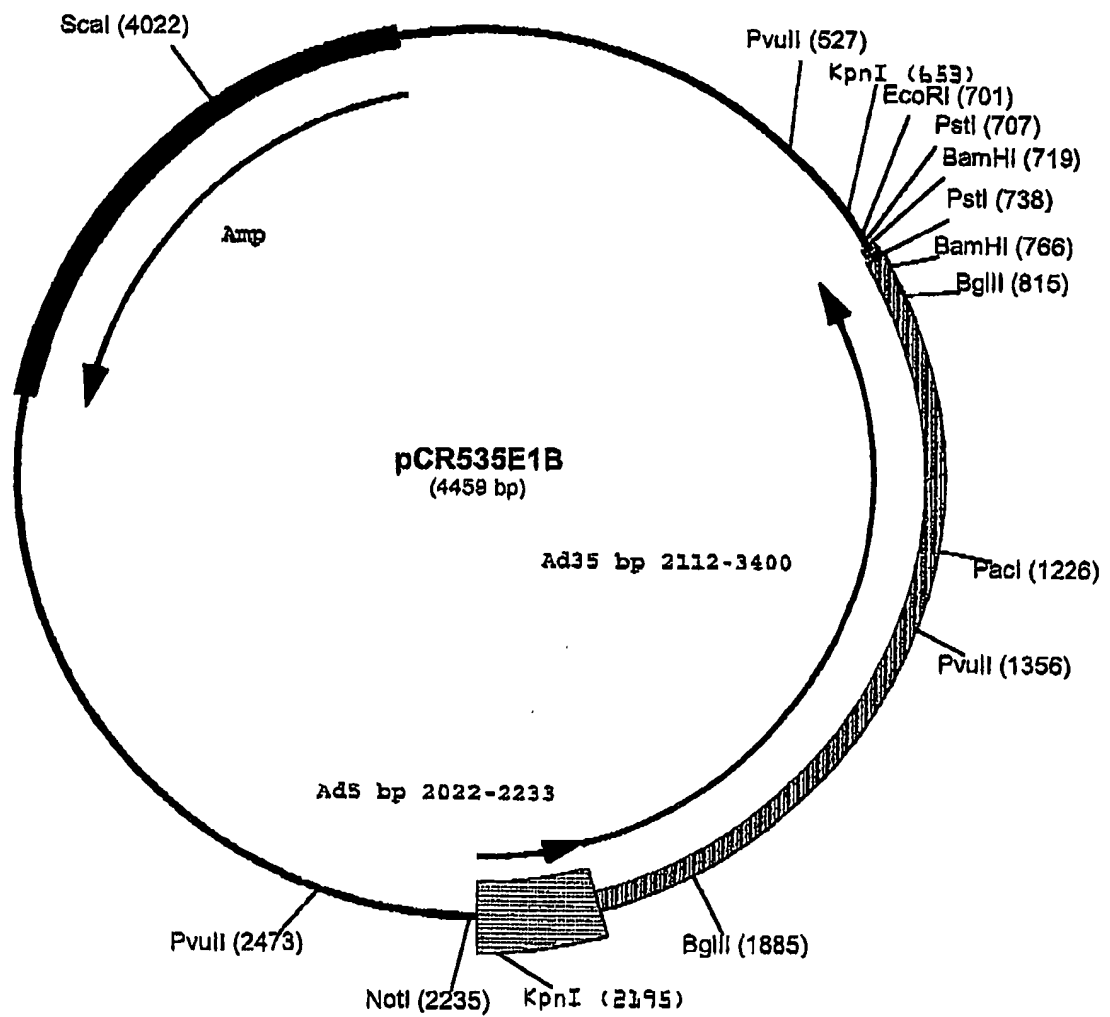 ScaI (4022)
PvuII (527)
KpnI (653)
EcoRI (701)
PstI (707)
BamHI (719)
PstI (738)
BamHI (766)
BglII (815)
Amp
pCR535E1B
(4459 bp)
Ad35 bp 2112-3400
PacI (1226)
PvuII (1356)
Ad5 bp 2022-2233
PvuII (2473)
BglII (1885)
NotI (2235)
KpnI (2195)